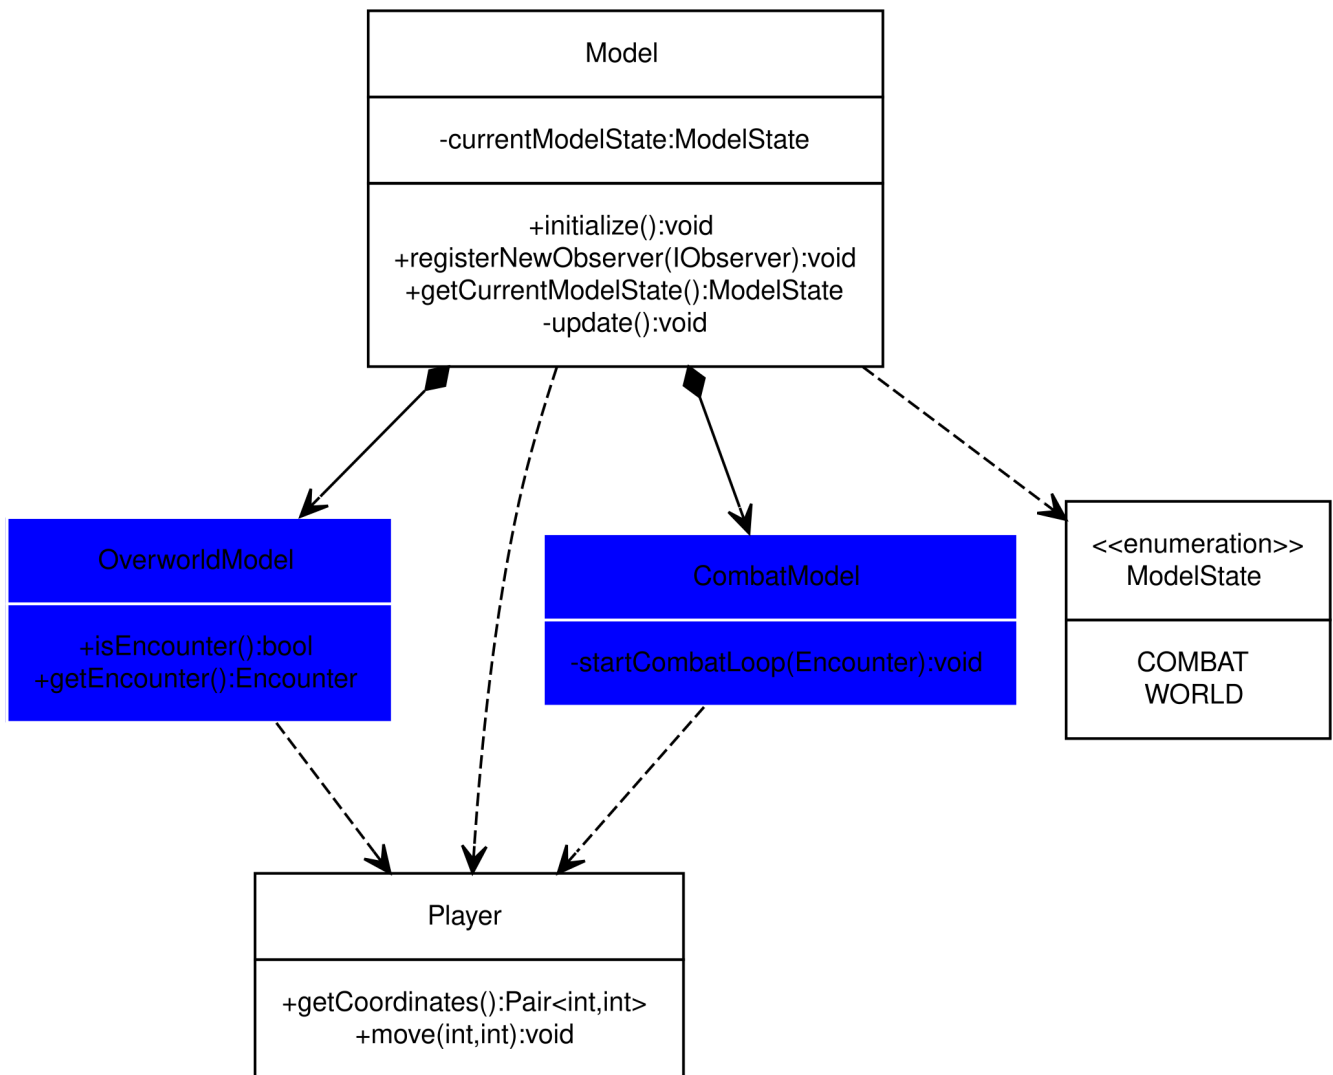 Model
-currentModelState:ModelState
+initialize():void
+registerNewObserver(IObserver):void
+getCurrentModelState():ModelState
-update():void
OverworldModel
+isEncounter():bool
+getEncounter():Encounter
CombatModel
-startCombatLoop(Encounter):void
<<enumeration>>
ModelState
COMBAT
WORLD
Player
+getCoordinates():Pair<int,int>
+move(int,int):void